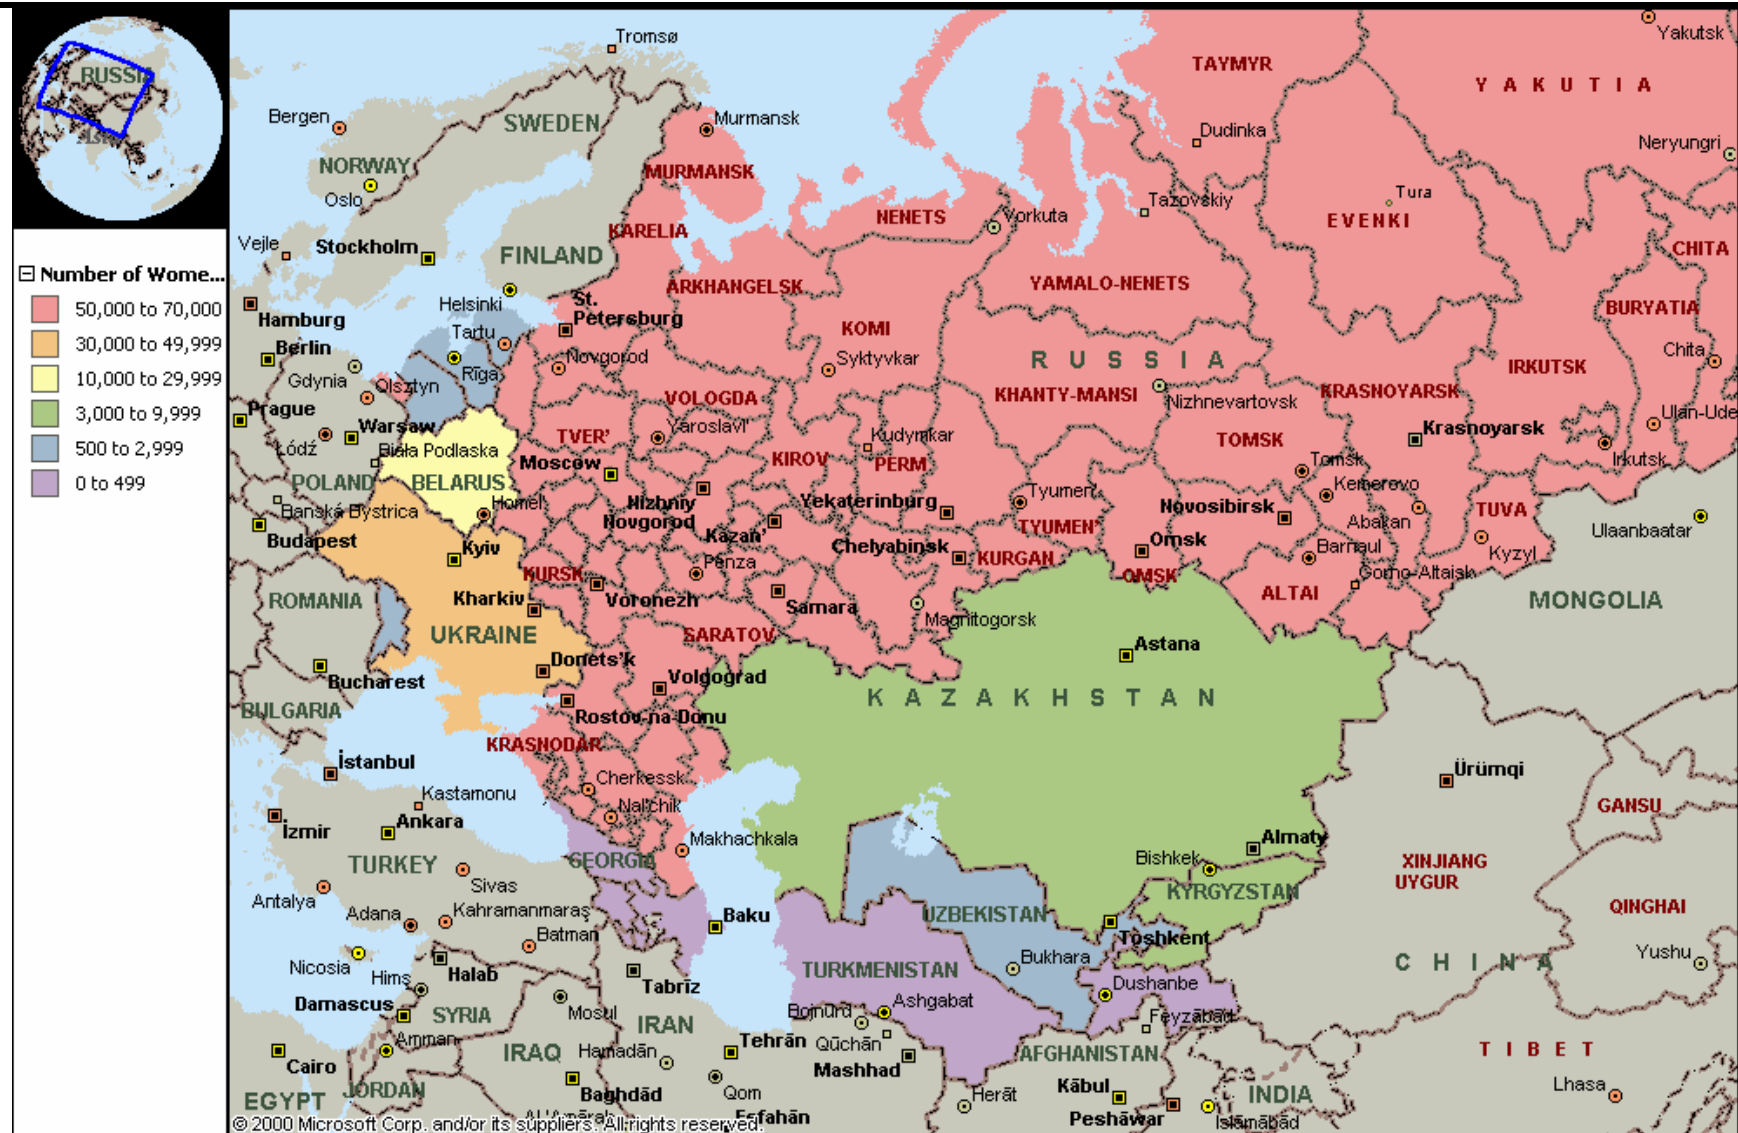 RUSSIA
Asia
Number of Wome...
50,000 to 70,000
30,000 to 49,999
10,000 to 29,999
3,000 to 9,999
500 to 2,999
0 to 499
Tromsø
Yakutsk
TAYMYR
YAKUTIA
Bergen
SWEDEN
Murmansk
Dudinka
Neryungri
NORWAY
MURMANSK
Oslo
Tura
Tazovskiy
EVENKI
NENETS
Vorkuta
KARELIA
Vejle
Stockholm
FINLAND
CHITA
ARKHANGELSK
YAMALO-NENETS
Helsinki
St.
Petersburg
BURYATIA
Hamburg
Tartu
KOMI
Berlin
Novgorod
Syktyvkar
RUSSIA
Chita
Gdynia
Olsztyn
Rīga
IRKUTSK
VOLOGDA
KHANTY-MANSI
Nizhnevartovsk
KRASNOYARSK
Prague
Warsaw
Yaroslavl'
Ulan-Ude
Łódź
TVER'
Kudymkar
TOMSK
Krasnoyarsk
Biała Podlaska
Moscow
KIROV
PERM
Tomsk
Irkutsk
POLAND
BELARUS
Nizhniy
Novgorod
Yekaterinburg
Tyumen'
Kemerovo
Banská Bystrica
Homel'
Novosibirsk
TUVA
Abakan
Ulaanbaatar
Budapest
Kazan'
TYUMEN'
Kyiv
Chelyabinsk
KURGAN
Omsk
Barnaul
Kyzyl
Penza
KURSK
OMSK
Gorno-Altaisk
ROMANIA
Kharkiv
Voronezh
Samara
Magnitogorsk
ALTAI
MONGOLIA
UKRAINE
SARATOV
Astana
Donets'k
Bucharest
Volgograd
KAZAKHSTAN
BULGARIA
Rostov-na-Donu
KRASNODAR
İstanbul
Cherkessk
Ürümqi
Kastamonu
Nal'chik
GANSU
İzmir
Ankara
Makhachkala
Almaty
TURKEY
GEORGIA
Bishkek
XINJIANG
UYGUR
Sivas
KYRGYZSTAN
Antalya
Adana
Kahramanmaraş
Baku
UZBEKISTAN
QINGHAI
Batman
Toshkent
Nicosia
Hims
Halab
Bukhara
Yushu
CHINA
TURKMENISTAN
Tabrīz
Dushanbe
Damascus
SYRIA
Mosul
Bojnūrd
Ashgabat
Feyzābād
IRAN
Amman
Qūchān
Tehrān
IRAQ
Hamadān
Mashhad
AFGHANISTAN
TIBET
Cairo
JORDAN
Baghdād
Qom
Kābul
INDIA
Lhasa
EGYPT
Herāt
Peshāwar
Islāmābād
Esfahān
© 2000 Microsoft Corp. and/or its suppliers. All rights reserved.